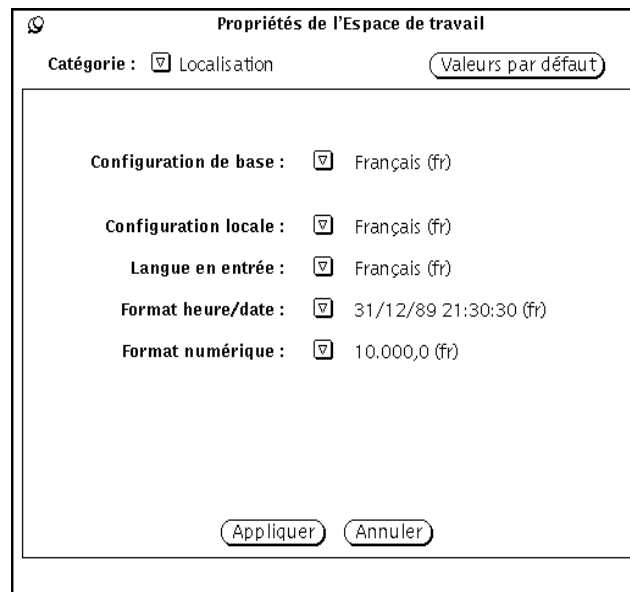 Propriétés de l'Espace de travail
Catégorie : Localisation Valeurs par défaut
Configuration de base : Français (fr)
Configuration locale : Français (fr)
Langue en entrée : Français (fr)
Format heure/date : 31/12/89 21:30:30 (fr)
Format numérique : 10.000,0 (fr)
Appliquer Annuler